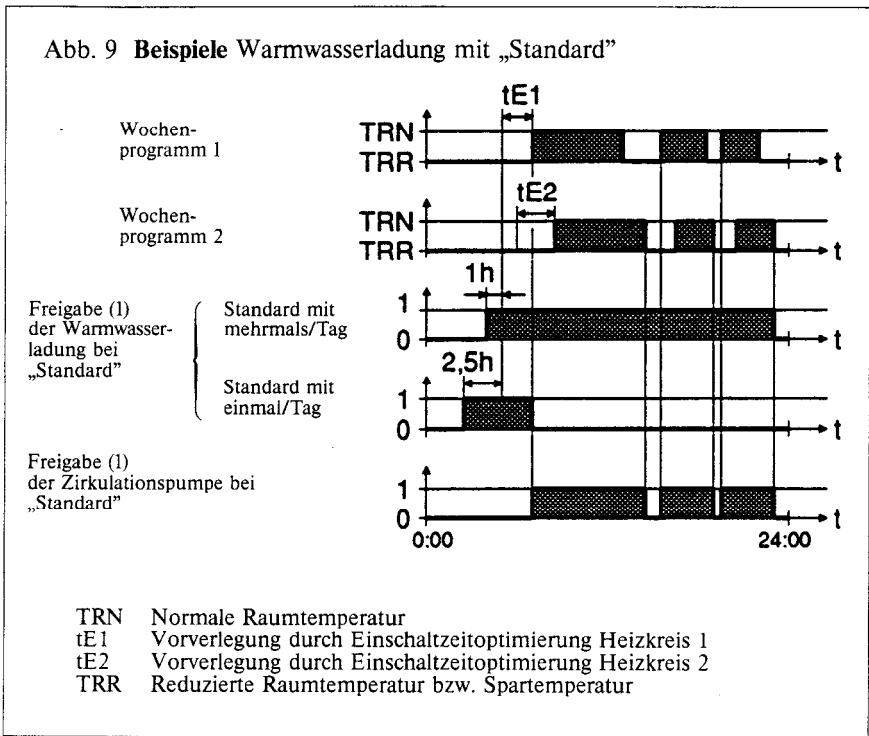 Abb. 9 Beispiele Warmwasserladung mit „Standard”
tE1
Wochen-
programm 1
TRN
TRR
t
tE2
Wochen-
programm 2
TRN
TRR
t
1h
Freigabe (1)
der Warmwasser-
ladung bei
„Standard”
Standard mit
mehrmals/Tag
1
0
t
2,5h
Standard mit
einmal/Tag
1
0
t
Freigabe (1)
der Zirkulationspumpe bei
„Standard”
1
0
t
0:00
24:00
TRN Normale Raumtemperatur
tE1 Vorverlegung durch Einschaltzeitoptimierung Heizkreis 1
tE2 Vorverlegung durch Einschaltzeitoptimierung Heizkreis 2
TRR Reduzierte Raumtemperatur bzw. Spartemperatur